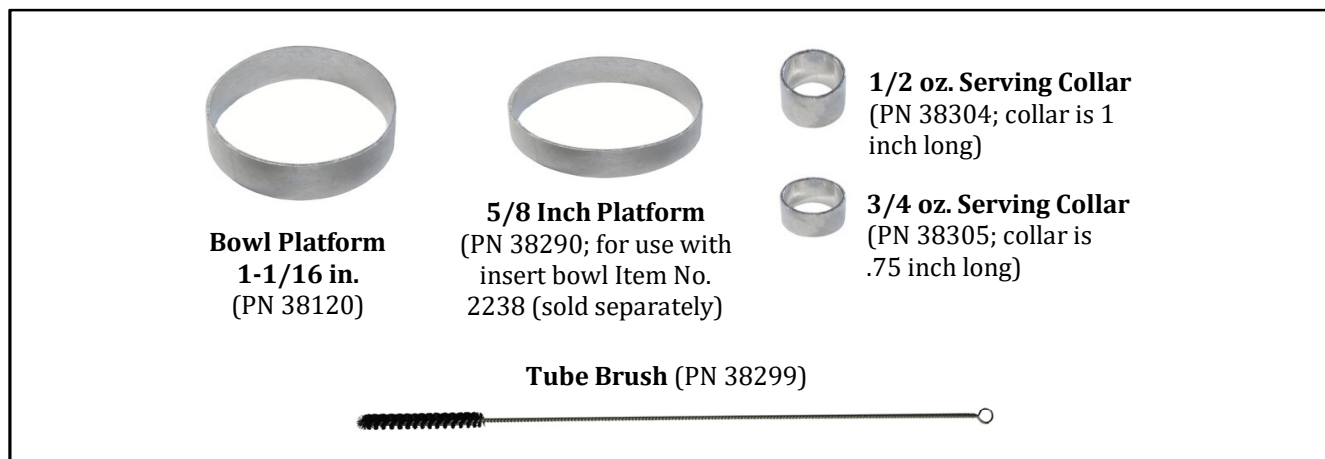 Bowl Platform
1-1/16 in.
(PN 38120)
5/8 Inch Platform
(PN 38290; for use with
insert bowl Item No.
2238 (sold separately)
1/2 oz. Serving Collar
(PN 38304; collar is 1
inch long)
3/4 oz. Serving Collar
(PN 38305; collar is
.75 inch long)
Tube Brush (PN 38299)